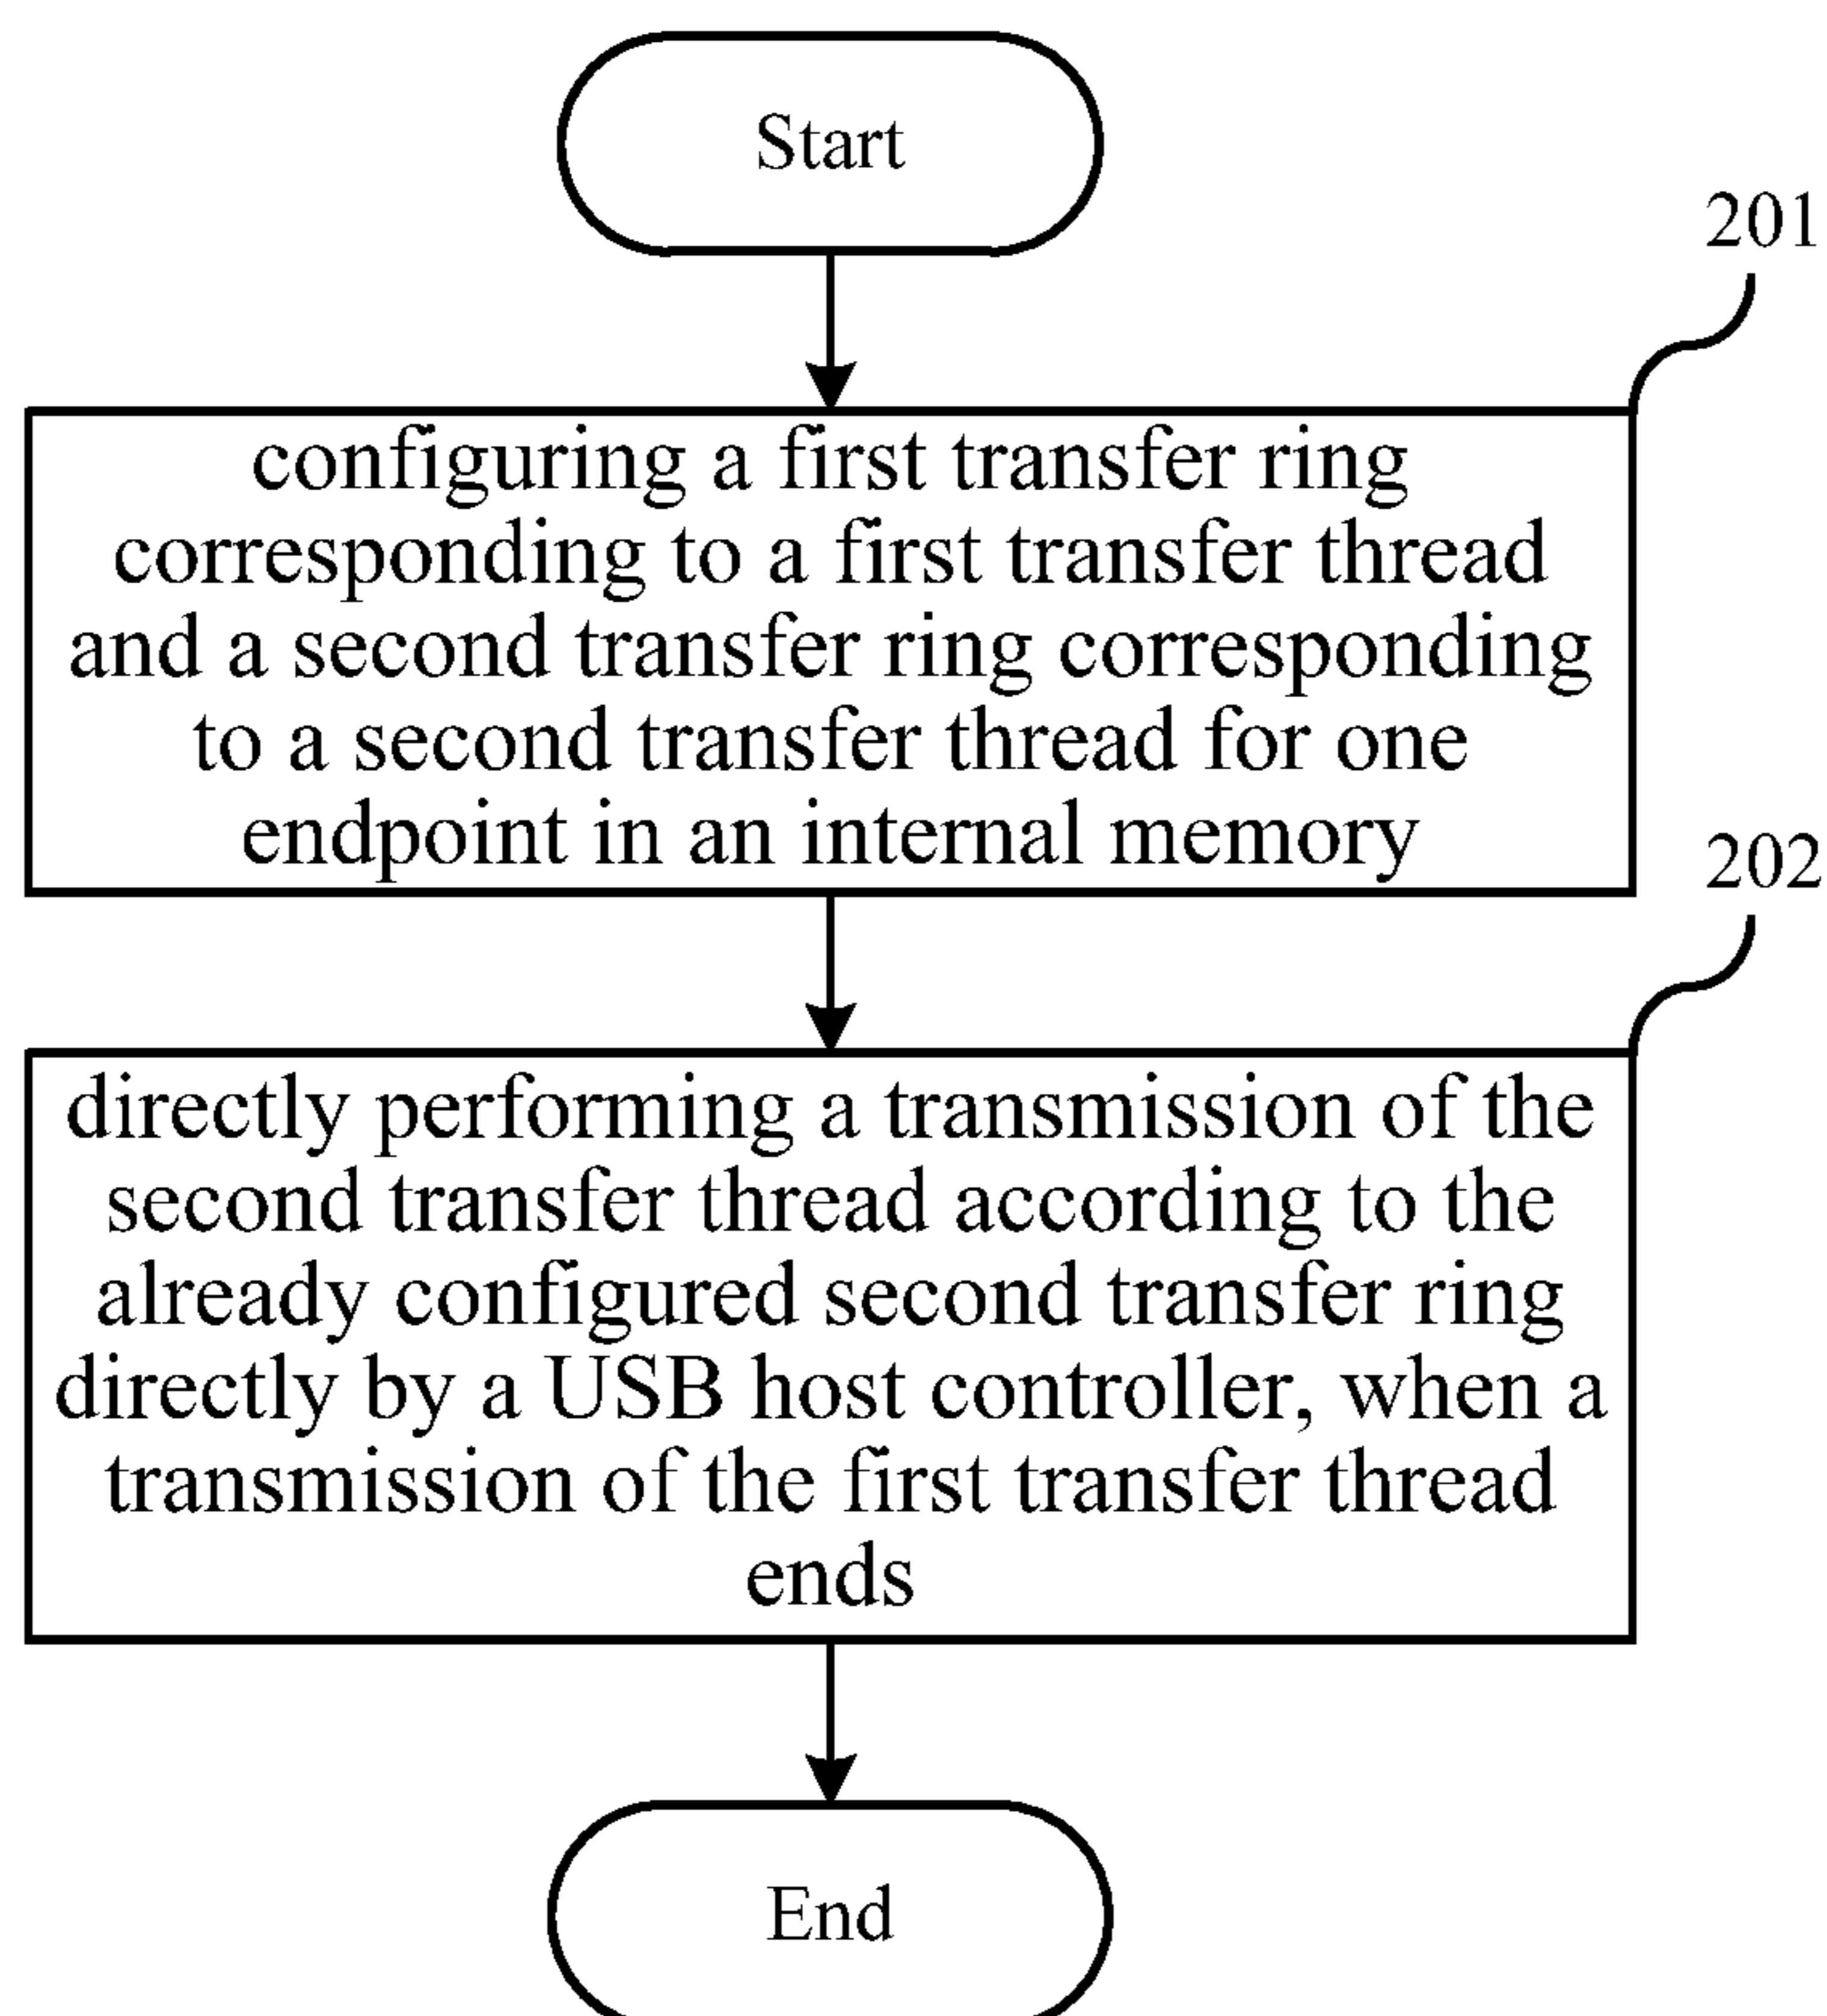 Start
201
configuring a first transfer ring
corresponding to a first transfer thread
and a second transfer ring corresponding
to a second transfer thread for one
endpoint in an internal memory
202
directly performing a transmission of the
second transfer thread according to the
already configured second transfer ring
directly by a USB host controller, when a
transmission of the first transfer thread
ends
End